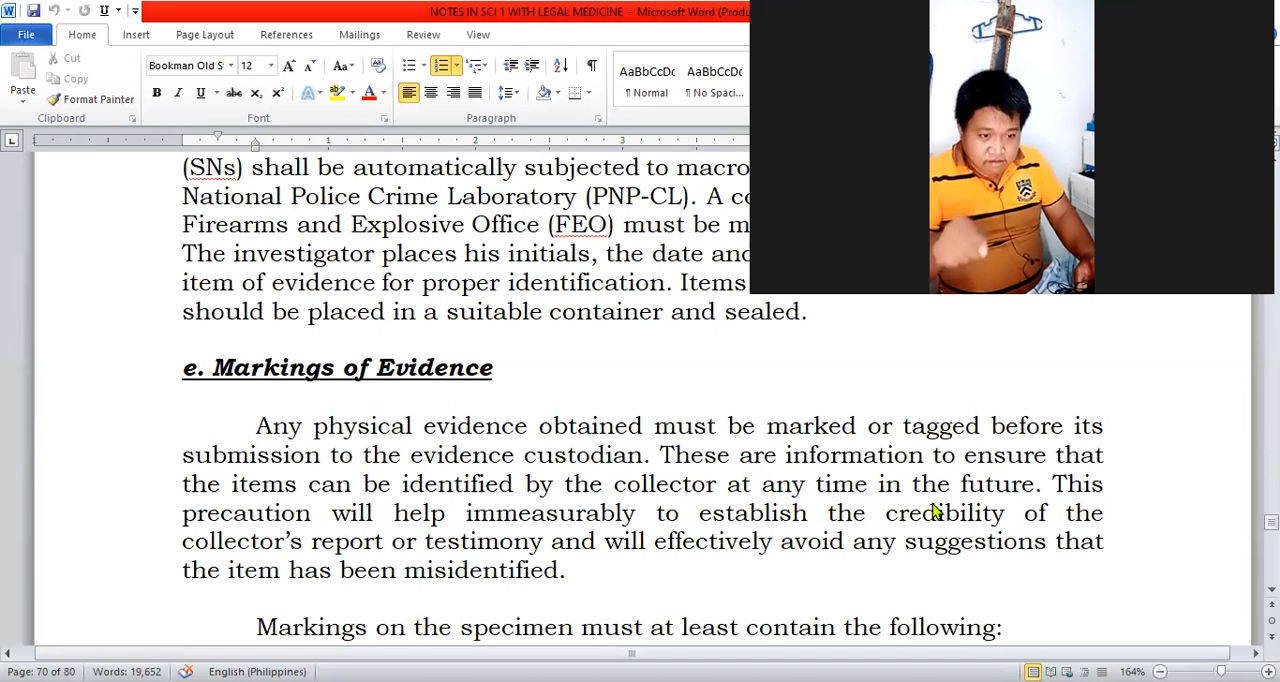 NOTES IN SCI 1 WITH LEGAL MEDICINE - Microsoft Word (Produ
File Home Insert Page Layout References Mailings Review View
Cut
Copy
Format Painter
Paste
Clipboard
Bookman Old S 12
Font
Paragraph
AaBbCcDc AaBbCcDc
¶ Normal ¶ No Spaci...
1 2 3
(SNs) shall be automatically subjected to macro
National Police Crime Laboratory (PNP-CL). A co
Firearms and Explosive Office (FEO) must be m
The investigator places his initials, the date and
item of evidence for proper identification. Items
should be placed in a suitable container and sealed.
e. Markings of Evidence
Any physical evidence obtained must be marked or tagged before its
submission to the evidence custodian. These are information to ensure that
the items can be identified by the collector at any time in the future. This
precaution will help immeasurably to establish the credibility of the
collector's report or testimony and will effectively avoid any suggestions that
the item has been misidentified.
Markings on the specimen must at least contain the following:
Page: 70 of 80 Words: 19,652 English (Philippines) 164%